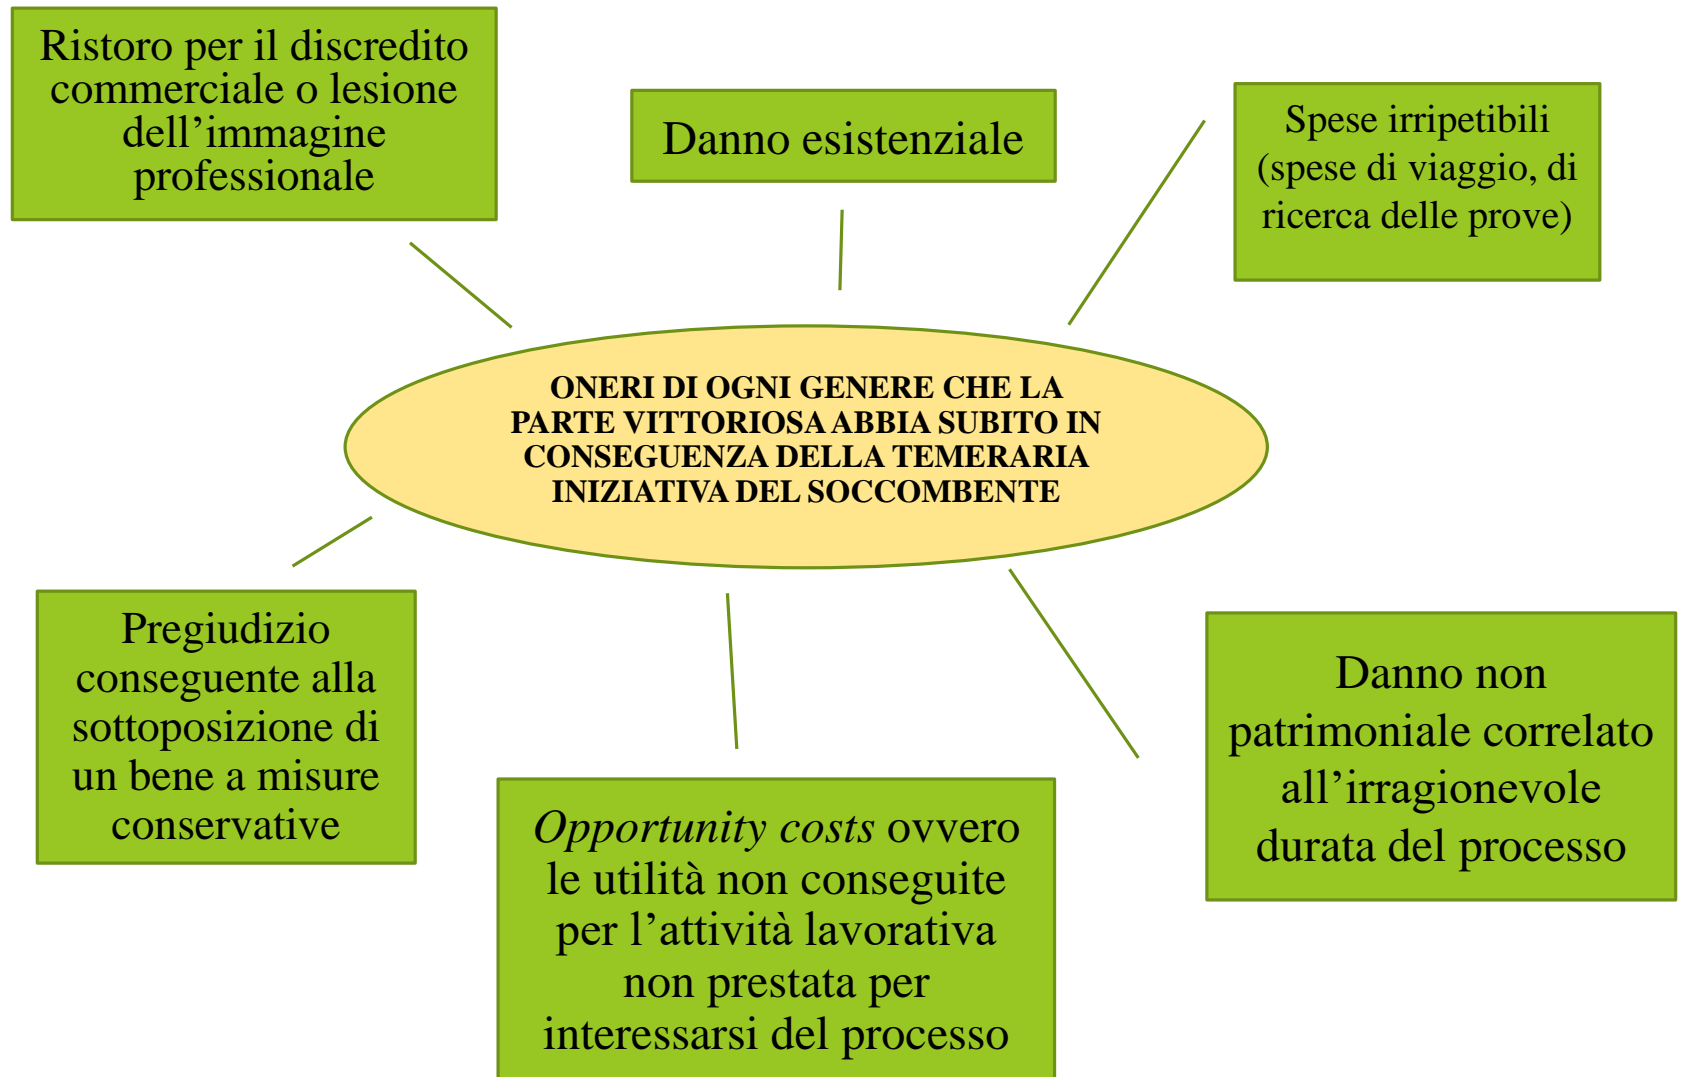 Ristoro per il discredito
commerciale o lesione
dell’immagine
professionale
Danno esistenziale
Spese irripetibili
(spese di viaggio, di
ricerca delle prove)
ONERI DI OGNI GENERE CHE LA
PARTE VITTORIOSA ABBIA SUBITO IN
CONSEGUENZA DELLA TEMERARIA
INIZIATIVA DEL SOCCOMBENTE
Pregiudizio
conseguente alla
sottoposizione di
un bene a misure
conservative
Opportunity costs ovvero
le utilità non conseguite
per l’attività lavorativa
non prestata per
interessarsi del processo
Danno non
patrimoniale correlato
all’irragionevole
durata del processo